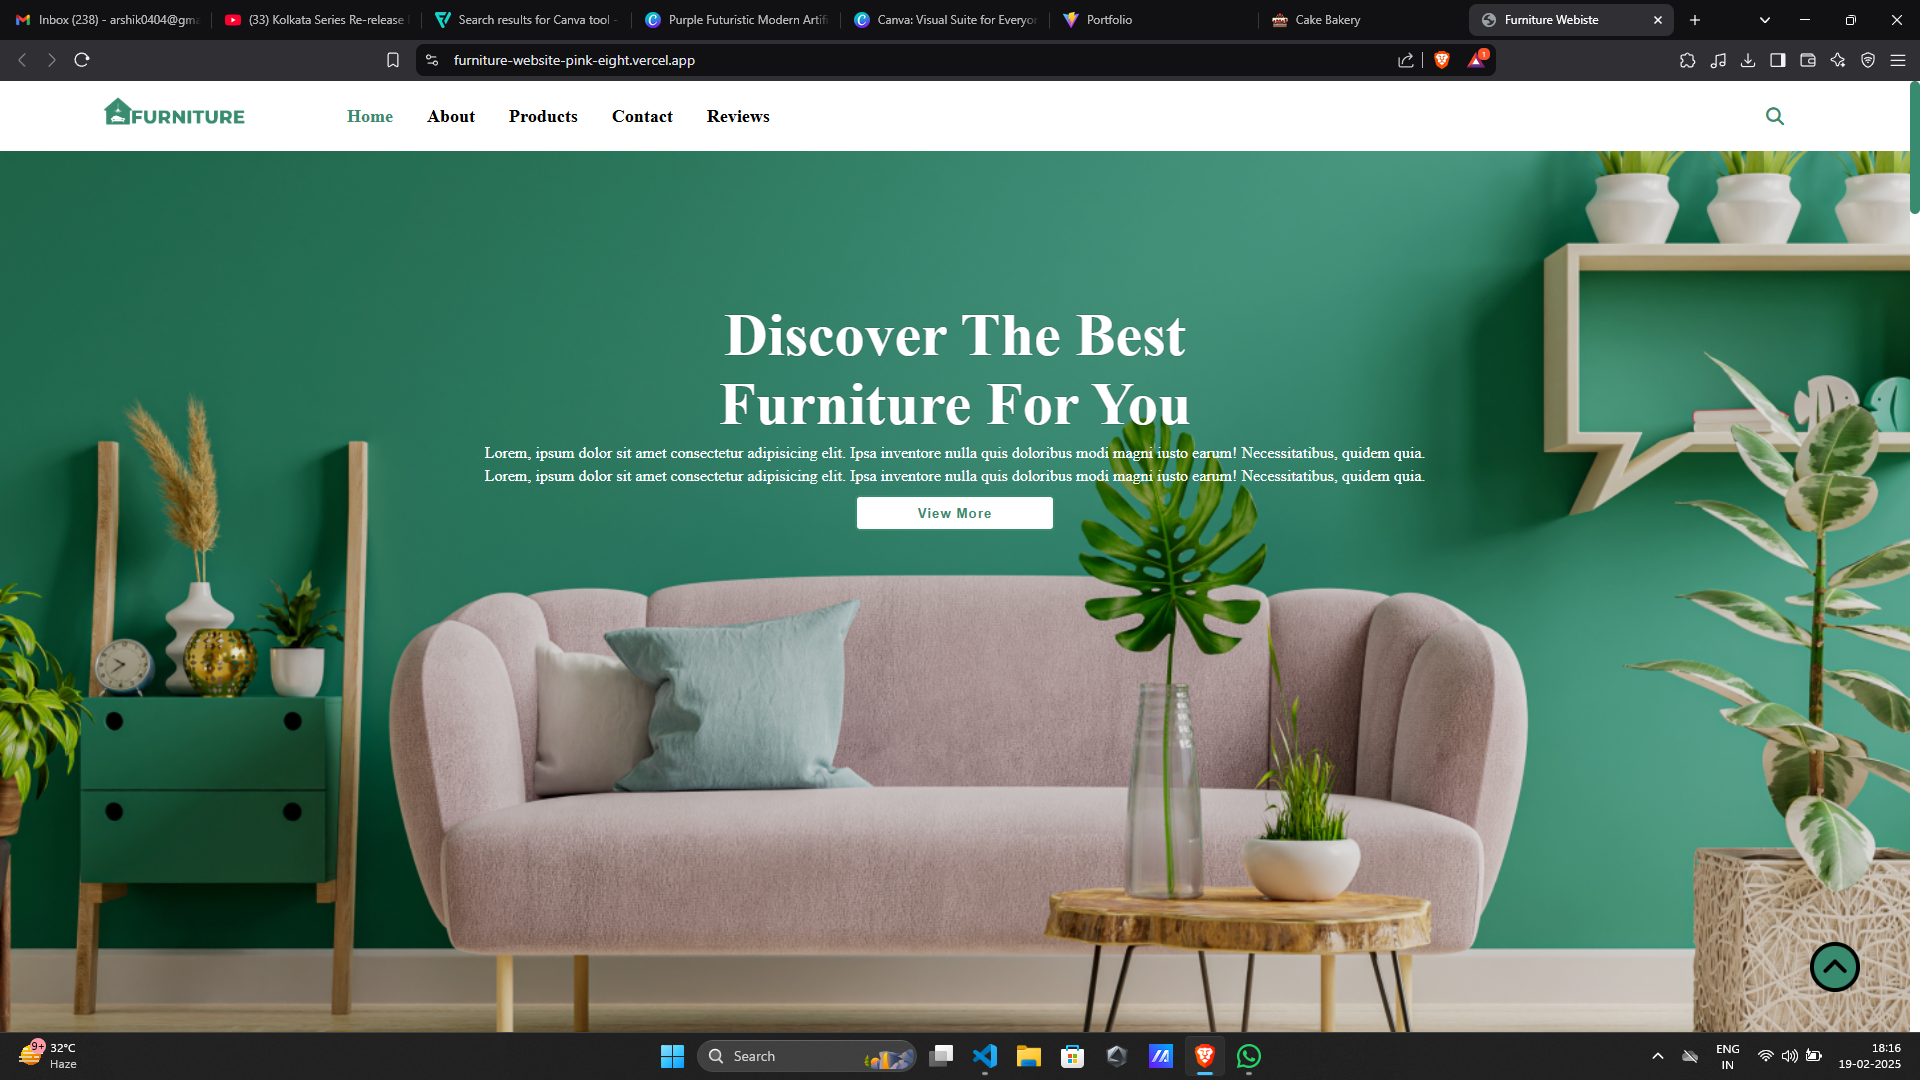 Inbox (238) - arshik0404@gma
(33) Kolkata Series Re-release
Search results for Canva tool -
Purple Futuristic Modern Artifi
Canva: Visual Suite for Everyon
Portfolio
Cake Bakery
Furniture Webiste
furniture-website-pink-eight.vercel.app
1
FURNITURE
Home
About
Products
Contact
Reviews
Discover The Best
Furniture For You
Lorem, ipsum dolor sit amet consectetur adipisicing elit. Ipsa inventore nulla quis doloribus modi magni iusto earum! Necessitatibus, quidem quia.
Lorem, ipsum dolor sit amet consectetur adipisicing elit. Ipsa inventore nulla quis doloribus modi magni iusto earum! Necessitatibus, quidem quia.
View More
9+
32°C
Haze
Search
ENG
IN
18:16
19-02-2025